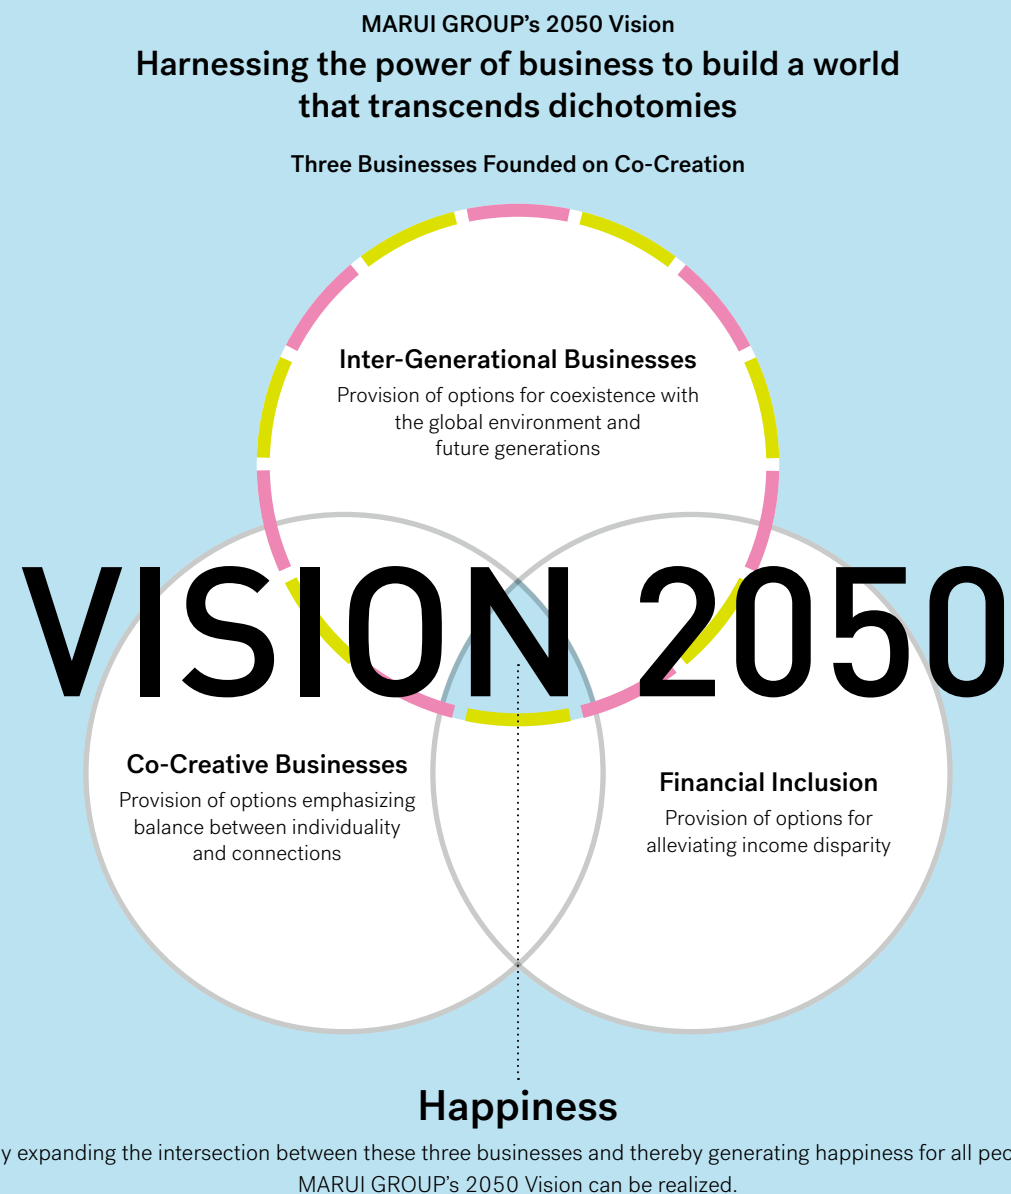 MARUI GROUP's 2050 Vision
Harnessing the power of business to build a world
that transcends dichotomies
Three Businesses Founded on Co-Creation
Inter-Generational Businesses
Provision of options for coexistence with
the global environment and
future generations
VISION 2050
Co-Creative Businesses
Provision of options emphasizing
balance between individuality
and connections
Financial Inclusion
Provision of options for
alleviating income disparity
Happiness
y expanding the intersection between these three businesses and thereby generating happiness for all
MARUI GROUP's 2050 Vision can be realized.